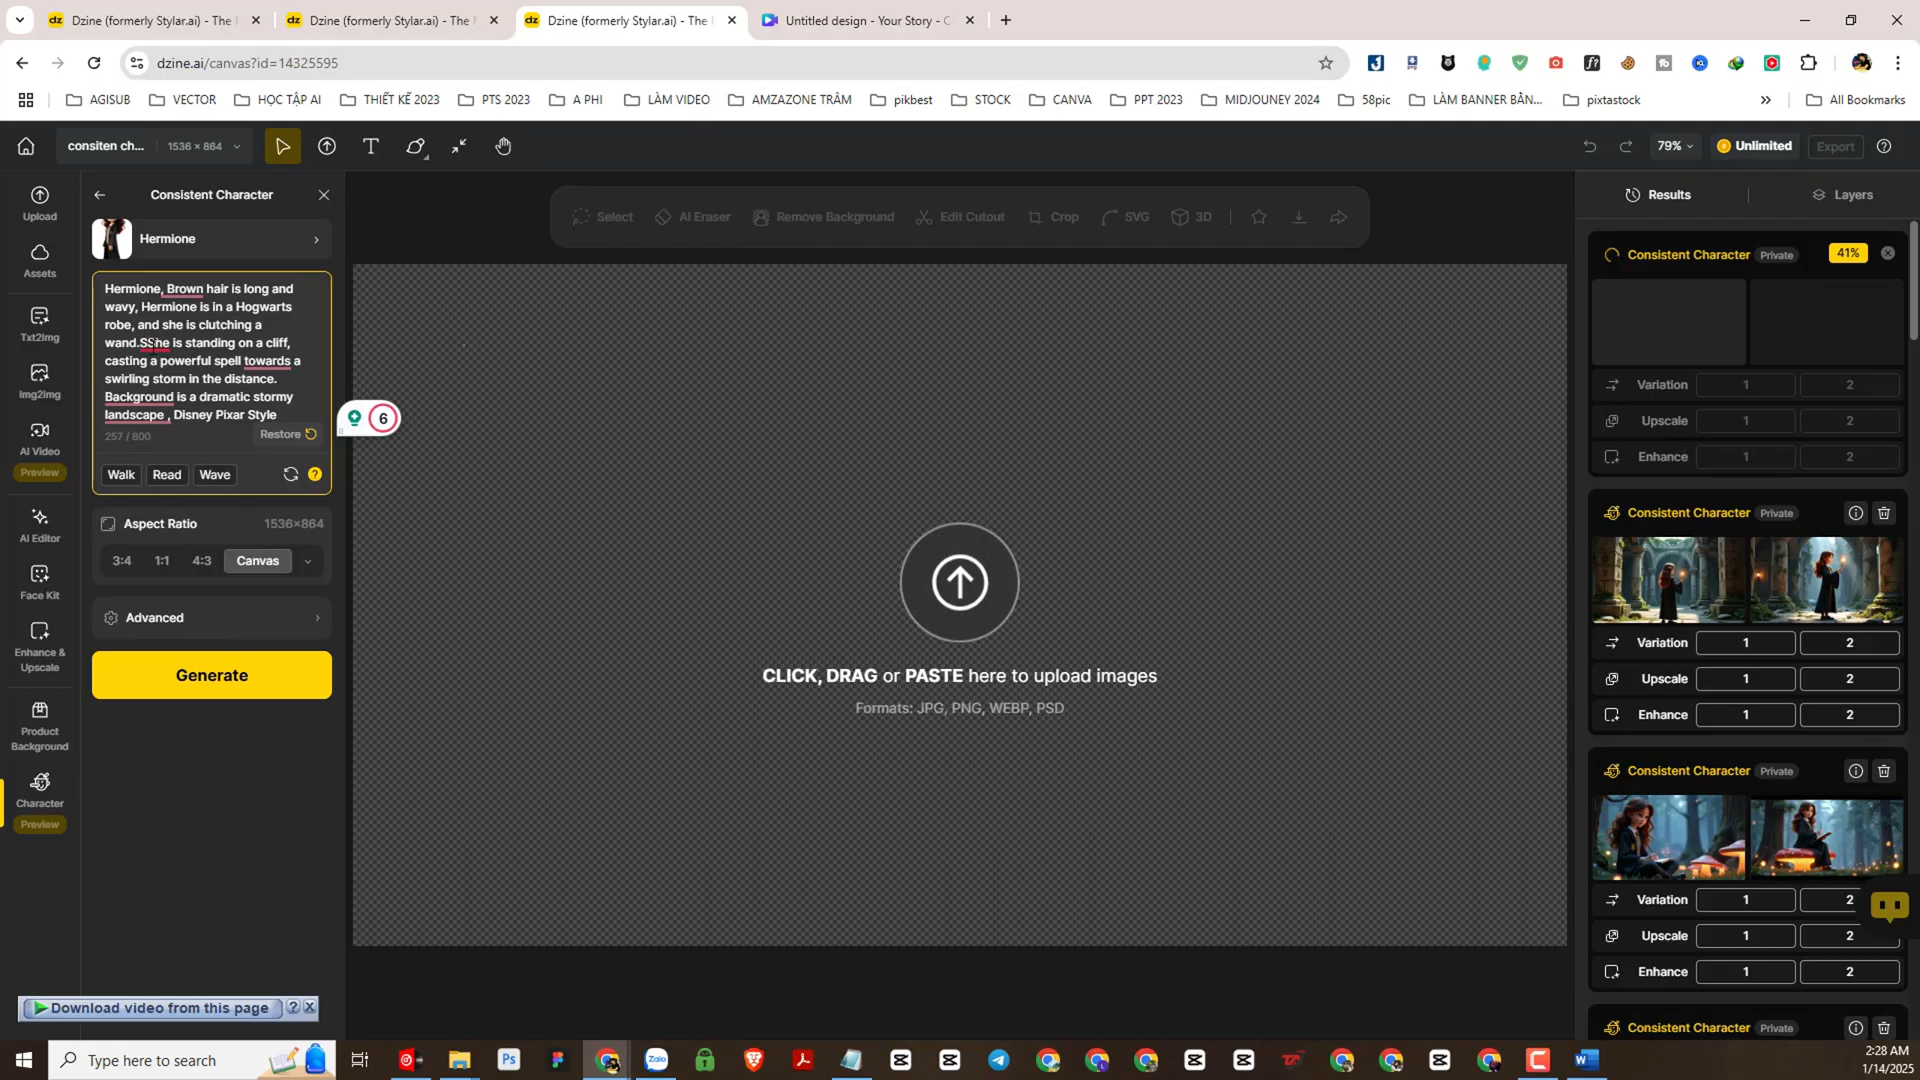 Dzine (formerly Stylar.ai) - The
Dzine (formerly Stylar.ai) - The
Dzine (formerly Stylar.ai) - The
Untitled design - Your Story - C
dzine.ai/canvas?id=14325595
AGISUB
VECTOR
HỌC TẬP AI
THIẾT KẾ 2023
PTS 2023
A PHI
LÀM VIDEO
AMZAZONE TRÂM
pikbest
STOCK
CANVA
PPT 2023
MIDJOUNEY 2024
58pic
LÀM BANNER BẰN...
pixtastock
All Bookmarks
consiten ch...
1536 × 864
79%
Unlimited
Export
Upload
Assets
Txt2Img
Img2Img
AI Video
Preview
AI Editor
Face Kit
Enhance &
Upscale
Product
Background
Character
Preview
Consistent Character
Hermione
Hermione, Brown hair is long and
wavy, Hermione is in a Hogwarts
robe, and she is clutching a
wand.SShe is standing on a cliff,
casting a powerful spell towards a
swirling storm in the distance.
Background is a dramatic stormy
landscape , Disney Pixar Style
257 / 800
Restore
Walk
Read
Wave
6
Aspect Ratio
1536×864
3:4
1:1
4:3
Canvas
Advanced
Generate
Select
AI Eraser
Remove Background
Edit Cutout
Crop
SVG
3D
CLICK, DRAG or PASTE here to upload images
Formats: JPG, PNG, WEBP, PSD
Results
Layers
Consistent Character
Private
41%
Variation
1
2
Upscale
1
2
Enhance
1
2
Consistent Character
Private
Variation
1
2
Upscale
1
2
Enhance
1
2
Consistent Character
Private
Variation
1
2
Upscale
1
2
Enhance
1
2
Consistent Character
Private
Download video from this page
Type here to search
2:28 AM
1/14/2025